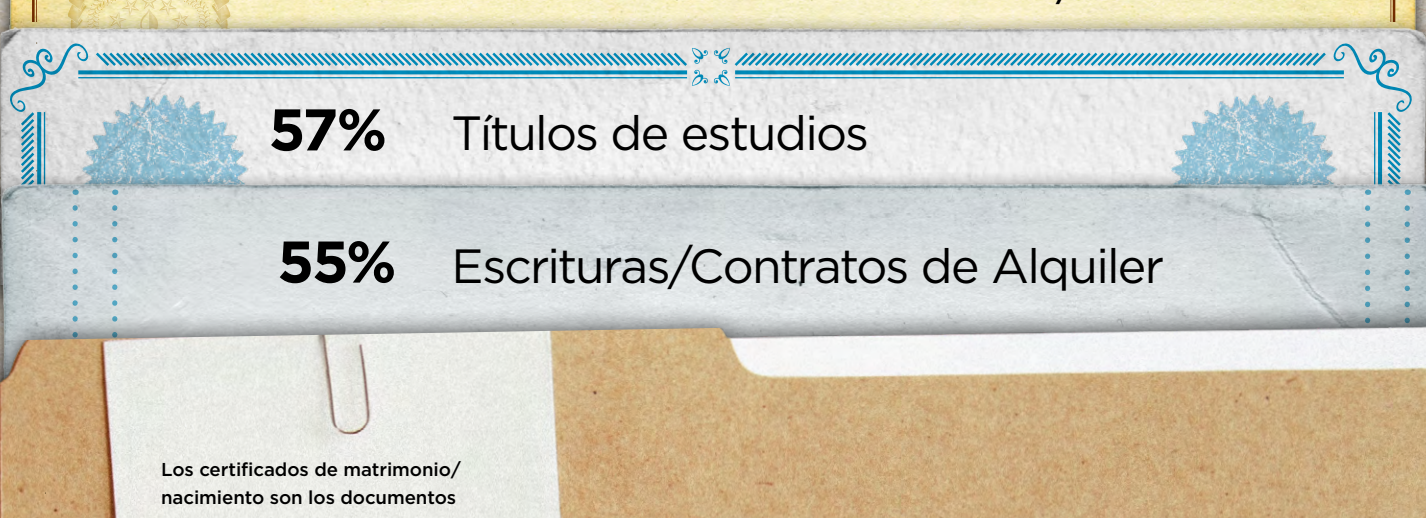 57% Títulos de estudios
55% Escrituras/Contratos de Alquiler
Los certificados de matrimonio/
nacimiento son los documentos